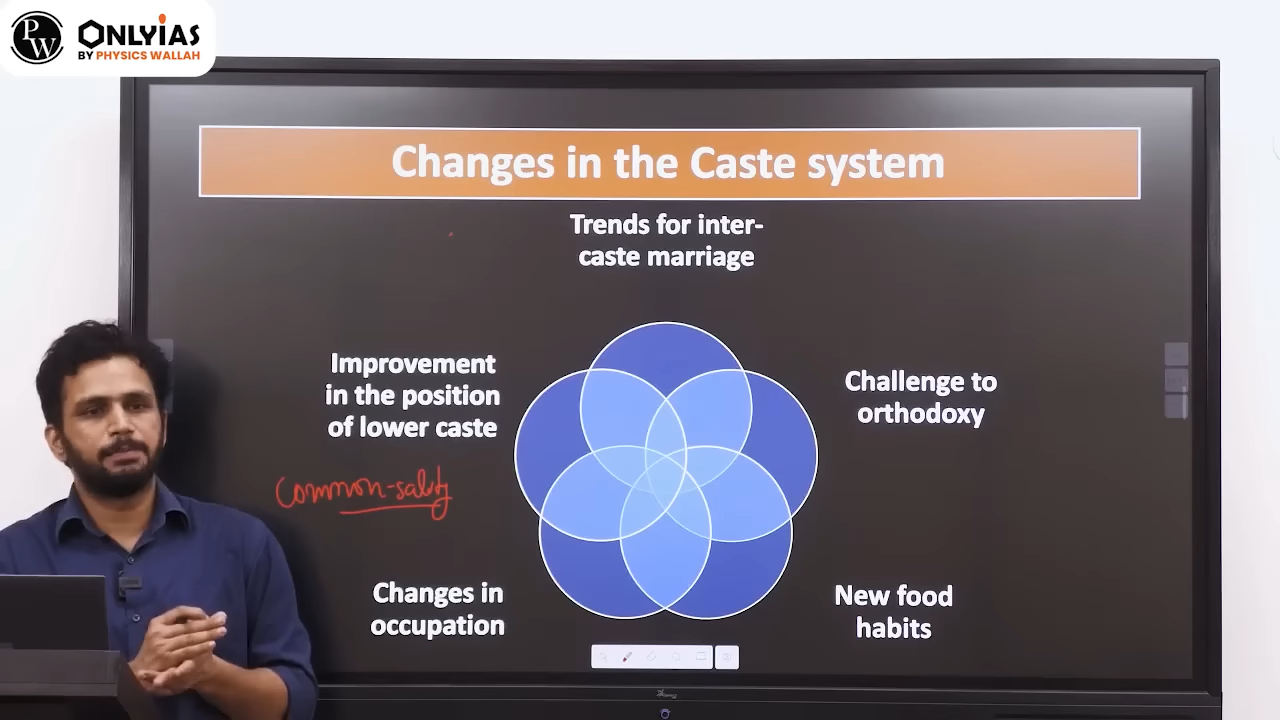 PW
ONLYIAS
BY PHYSICS WALLAH
Changes in the Caste system
Trends for inter-
caste marriage
Improvement
in the position
of lower caste
Challenge to
orthodoxy
Common-
Changes in
occupation
New food
habits